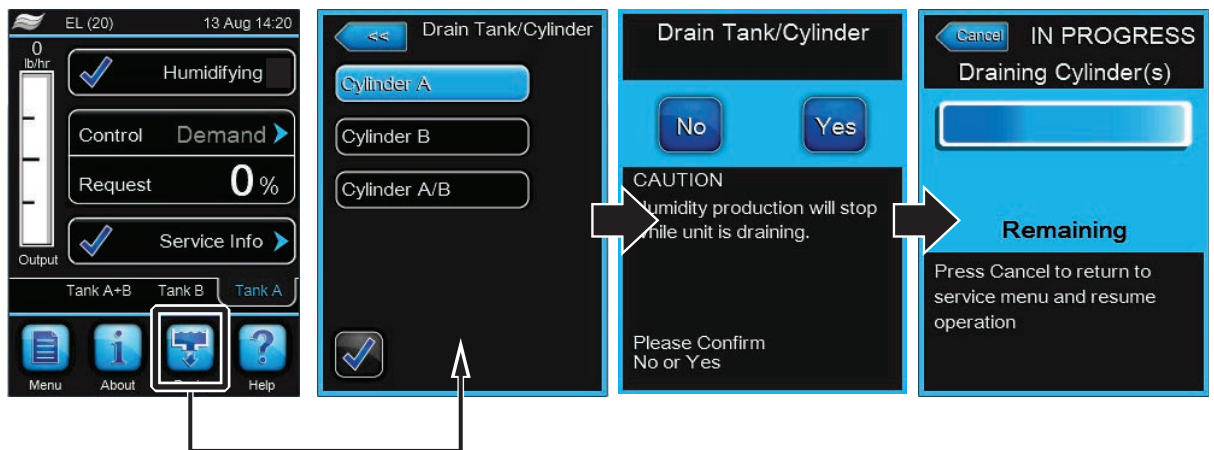 EL (20) 13 Aug 14:20
0
lb/hr
Humidifying
Control Demand
Request 0 %
Service Info
Output
Tank A+B Tank B Tank A
Menu About Help
<< Drain Tank/Cylinder
Cylinder A
Cylinder B
Cylinder A/B
Drain Tank/Cylinder
No Yes
CAUTION
Humidity production will stop
while unit is draining.
Please Confirm
No or Yes
Cancel IN PROGRESS
Draining Cylinder(s)
Remaining
Press Cancel to return to
service menu and resume
operation